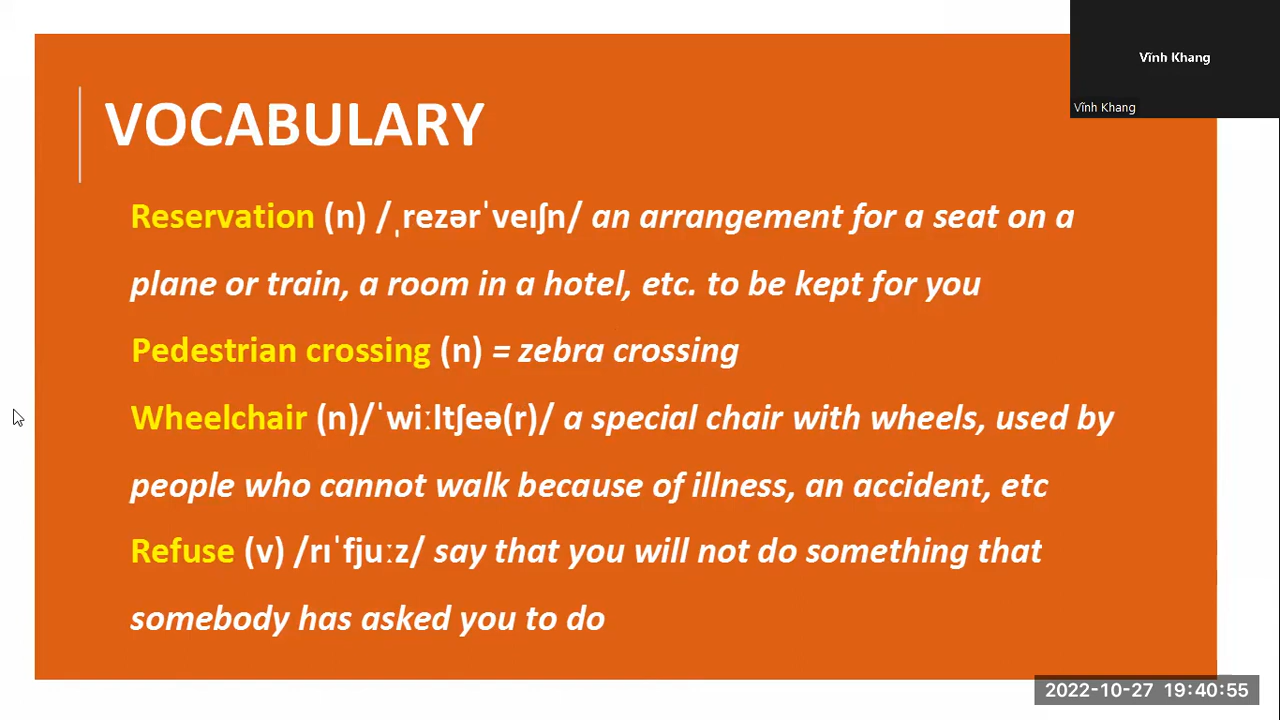 Vĩnh Khang
Vĩnh Khang
VOCABULARY
Reservation (n) /ˌrezərˈveɪʃn/ an arrangement for a seat on a
plane or train, a room in a hotel, etc. to be kept for you
Pedestrian crossing (n) = zebra crossing
Wheelchair (n)/ˈwiːltʃeə(r)/ a special chair with wheels, used by
people who cannot walk because of illness, an accident, etc
Refuse (v) /rɪˈfjuːz/ say that you will not do something that
somebody has asked you to do
2022-10-27 19:40:55